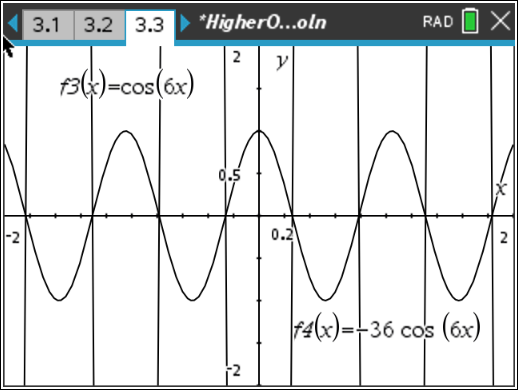 3.1 3.2 3.3 *HigherO...oln RAD
2 y
f3(x)=cos(6x)
0.5
x
-2 0.2 2
f4(x)=-36 cos (6x)
-2